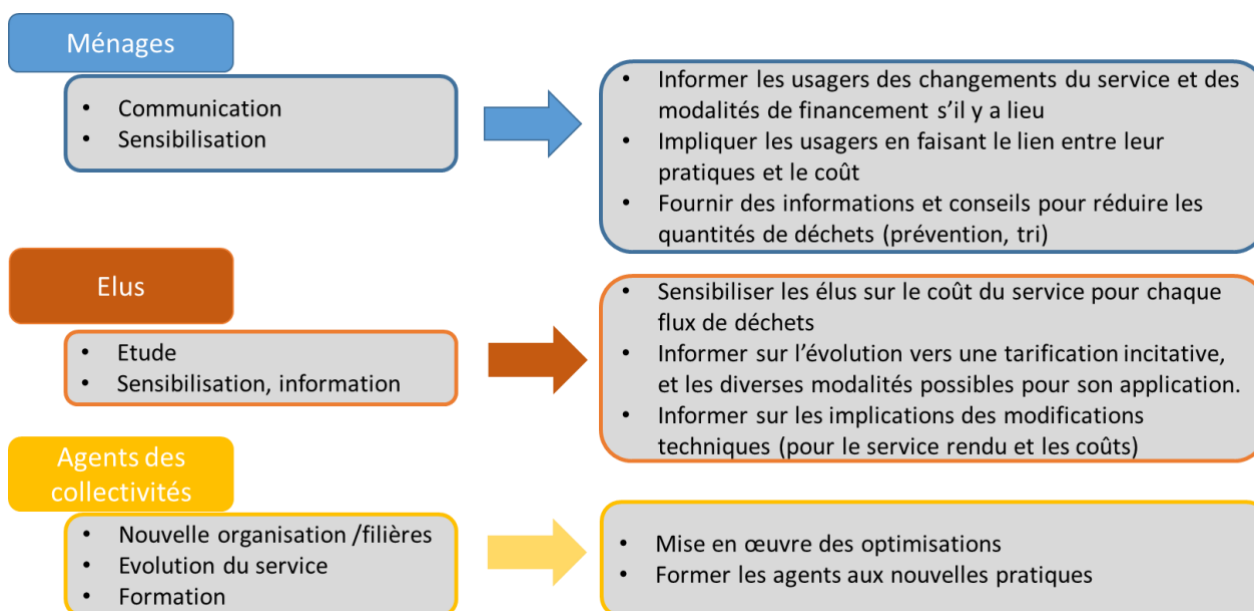 Ménages
• Communication
• Sensibilisation
• Informer les usagers des changements du service et des
modalités de financement s’il y a lieu
• Impliquer les usagers en faisant le lien entre leur
pratiques et le coût
• Fournir des informations et conseils pour réduire les
quantités de déchets (prévention, tri)
Elus
• Etude
• Sensibilisation, information
• Sensibiliser les élus sur le coût du service pour chaque
flux de déchets
• Informer sur l’évolution vers une tarification incitative,
et les diverses modalités possibles pour son application.
• Informer sur les implications des modifications
techniques (pour le service rendu et les coûts)
Agents des
collectivités
• Nouvelle organisation /filières
• Evolution du service
• Formation
• Mise en œuvre des optimisations
• Former les agents aux nouvelles pratiques